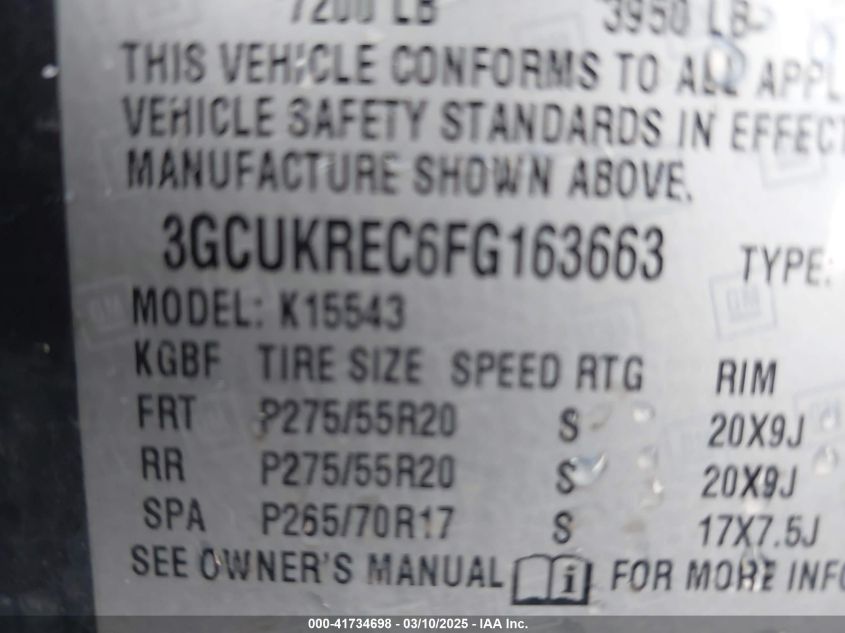 7200 LB 3950 LB
THIS VEHICLE CONFORMS TO ALL APPL
VEHICLE SAFETY STANDARDS IN EFFECT
MANUFACTURE SHOWN ABOVE.
3GCUKREC6FG163663 TYPE:
MODEL: K15543
KGBF TIRE SIZE SPEED RTG RIM
FRT P275/55R20 S 20X9J
RR P275/55R20 S 20X9J
SPA P265/70R17 S 17X7.5J
SEE OWNER'S MANUAL i FOR MORE INFO
000-41734698 - 03/10/2025 - IAA Inc.